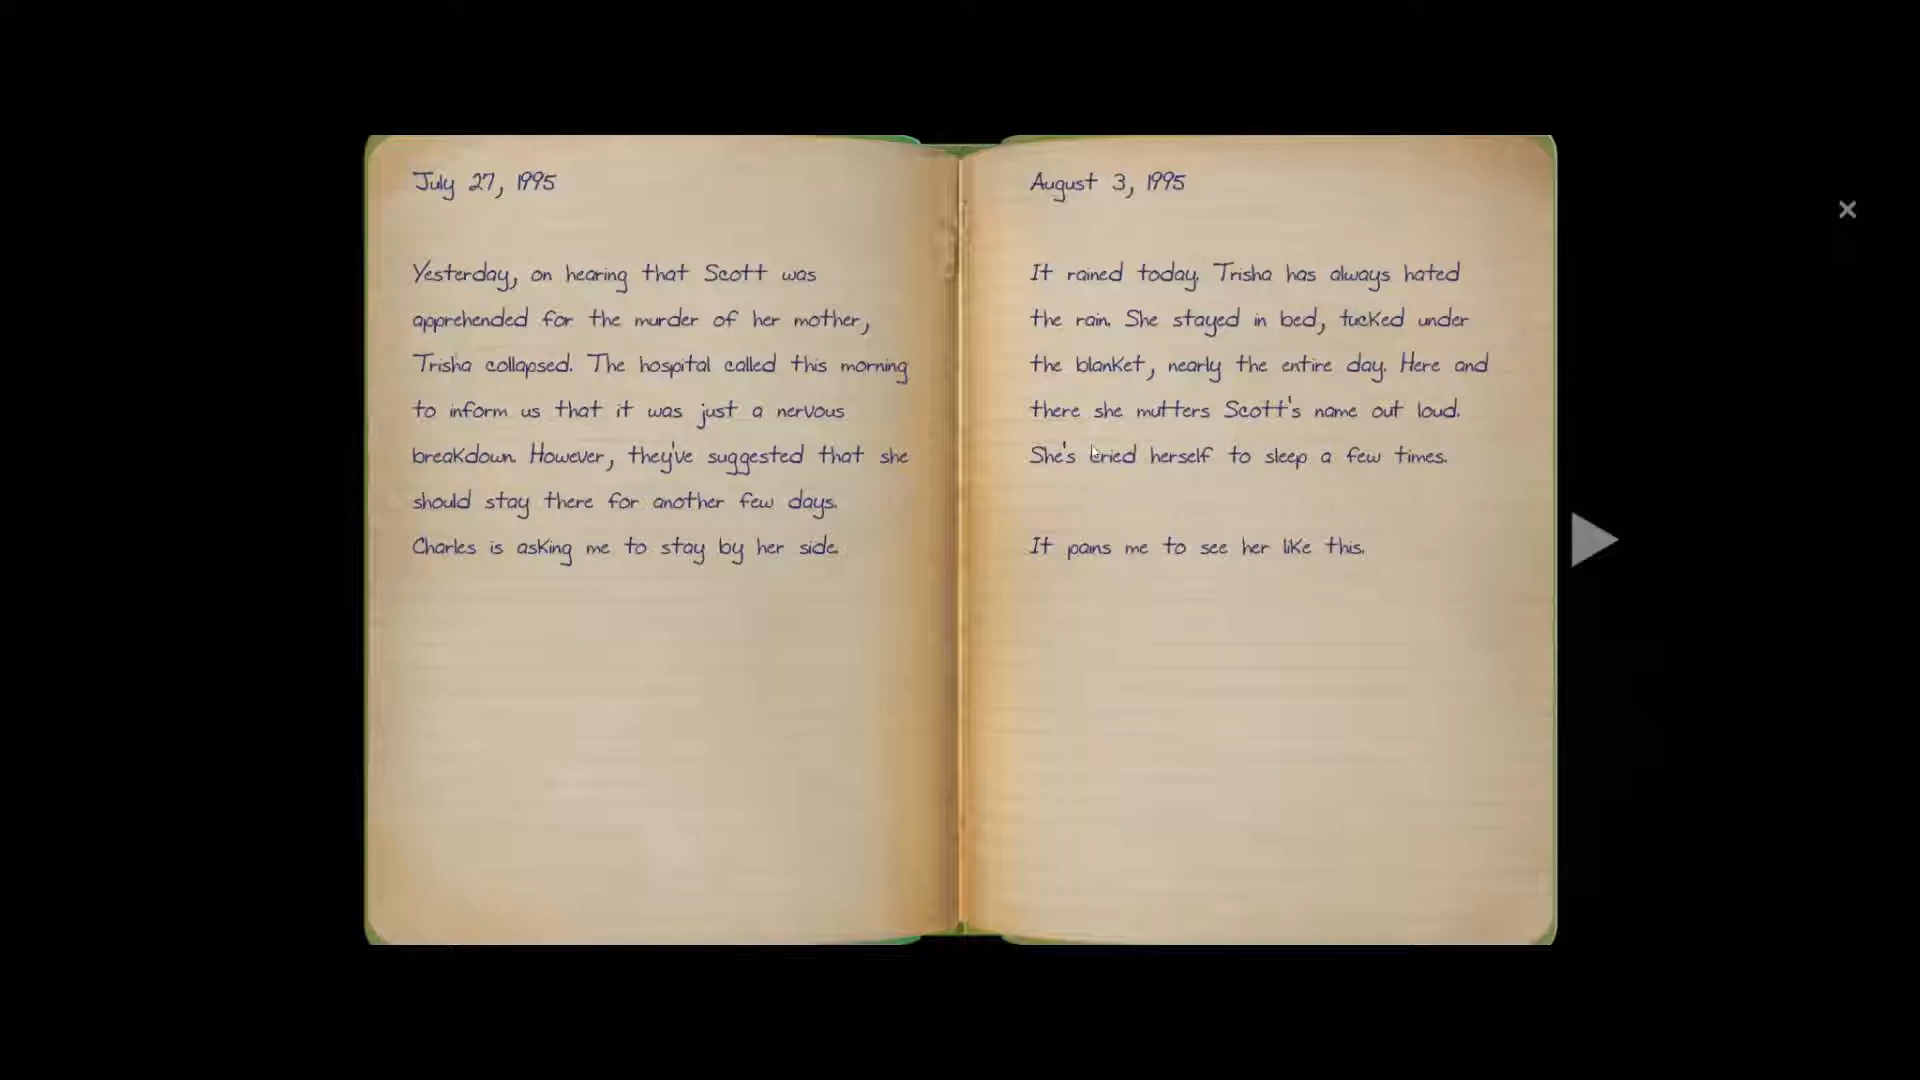 July 27, 1995
Yesterday, on hearing that Scott was
apprehended for the murder of her mother,
Trisha collapsed. The hospital called this morning
to inform us that it was just a nervous
breakdown. However, they've suggested that she
should stay there for another few days.
Charles is asking me to stay by her side.
August 3, 1995
It rained today. Trisha has always hated
the rain. She stayed in bed, tucked under
the blanket, nearly the entire day. Here and
there she mutters Scott's name out loud.
She's cried herself to sleep a few times.
It pains me to see her like this.